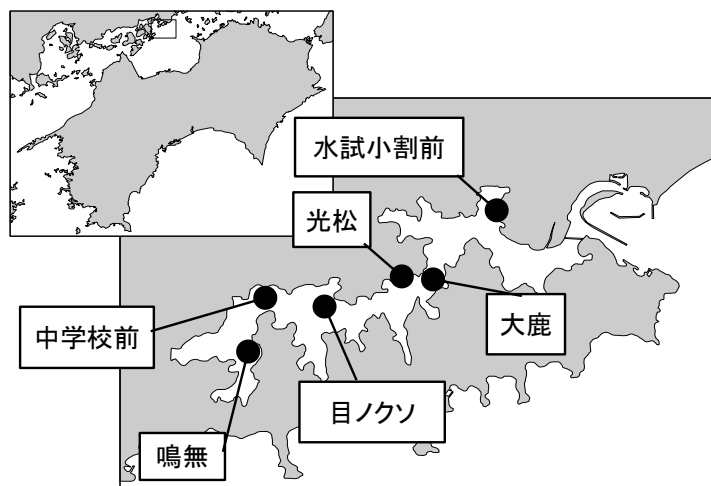 水試小割前
光松
大鹿
中学校前
目ノクソ
鳴無